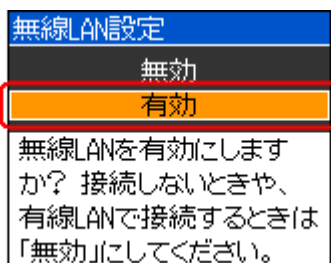 無線LAN設定
無効
有効
無線LANを有効にします
か? 接続しないときや、
有線LANで接続するときは
「無効」にしてください。